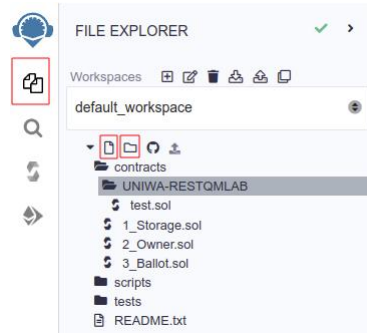 FILE EXPLORER
Workspaces
default_workspace
contracts
UNIWA-RESTQMLAB
test.sol
1_Storage.sol
2_Owner.sol
3_Ballot.sol
scripts
tests
README.txt